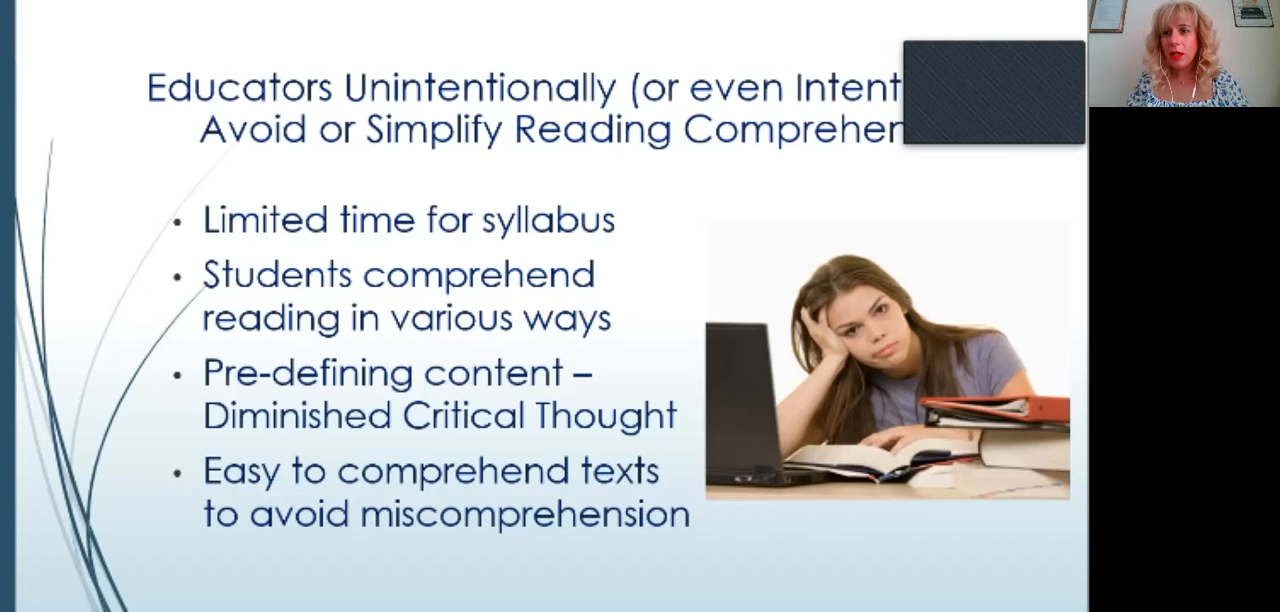 Educators Unintentionally (or even Intent
Avoid or Simplify Reading Comprehen
• Limited time for syllabus
• Students comprehend
reading in various ways
• Pre-defining content –
Diminished Critical Thought
• Easy to comprehend texts
to avoid miscomprehension